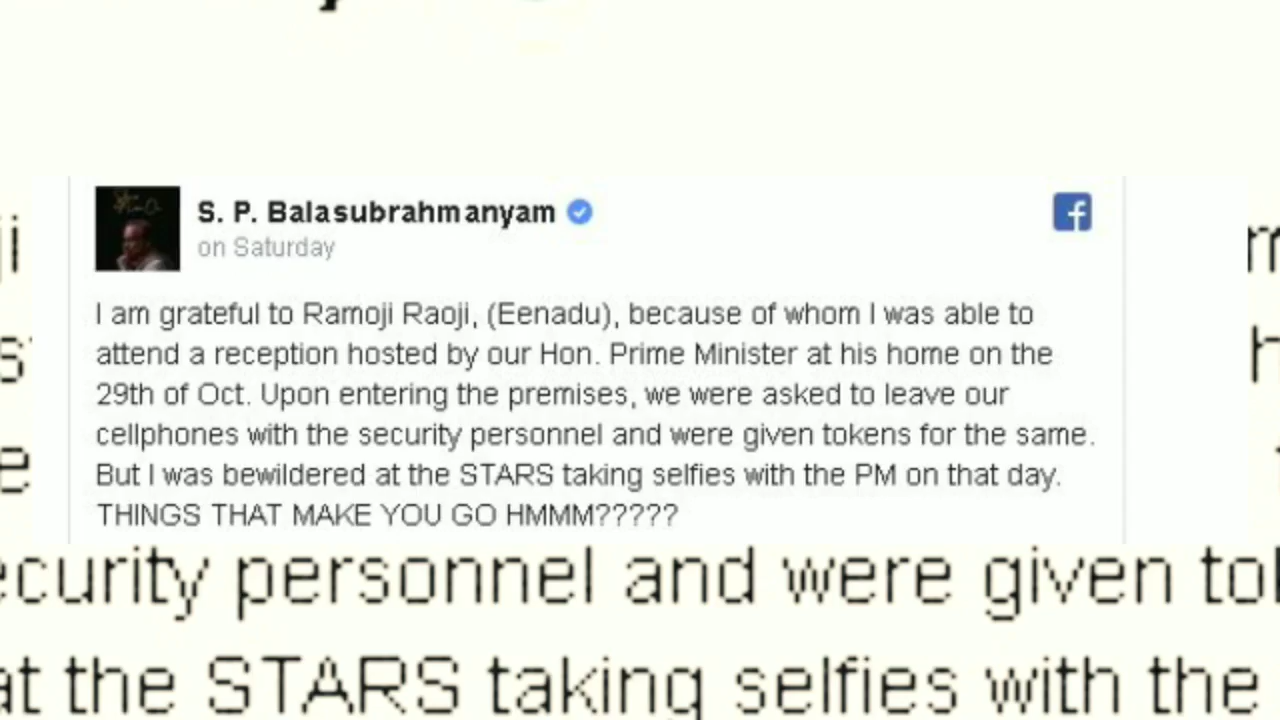 S. P. Balasubrahmanyam
on Saturday
I am grateful to Ramoji Raoji, (Eenadu), because of whom I was able to
attend a reception hosted by our Hon. Prime Minister at his home on the
29th of Oct. Upon entering the premises, we were asked to leave our
cellphones with the security personnel and were given tokens for the same.
But I was bewildered at the STARS taking selfies with the PM on that day.
THINGS THAT MAKE YOU GO HMMM?????
ecurity personnel and were given to
at the STARS taking selfies with the